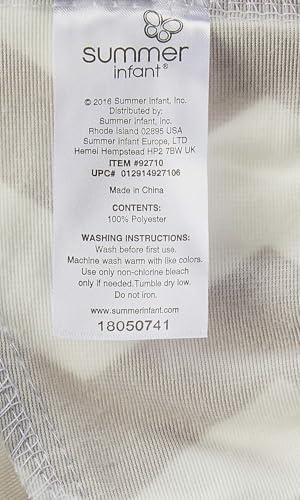 summer
infant®
© 2016 Summer Infant, Inc.
Distributed by:
Summer Infant, Inc.
Rhode Island 02895 USA
Summer Infant Europe, LTD
Hemel Hempstead HP2 7BW UK
ITEM #92710
UPC# 012914927106
Made in China
CONTENTS:
100% Polyester
WASHING INSTRUCTIONS:
Wash before first use.
Machine wash warm with like colors.
Use only non-chlorine bleach
only if needed. Tumble dry low.
Do not iron.
www.summerinfant.com
18050741